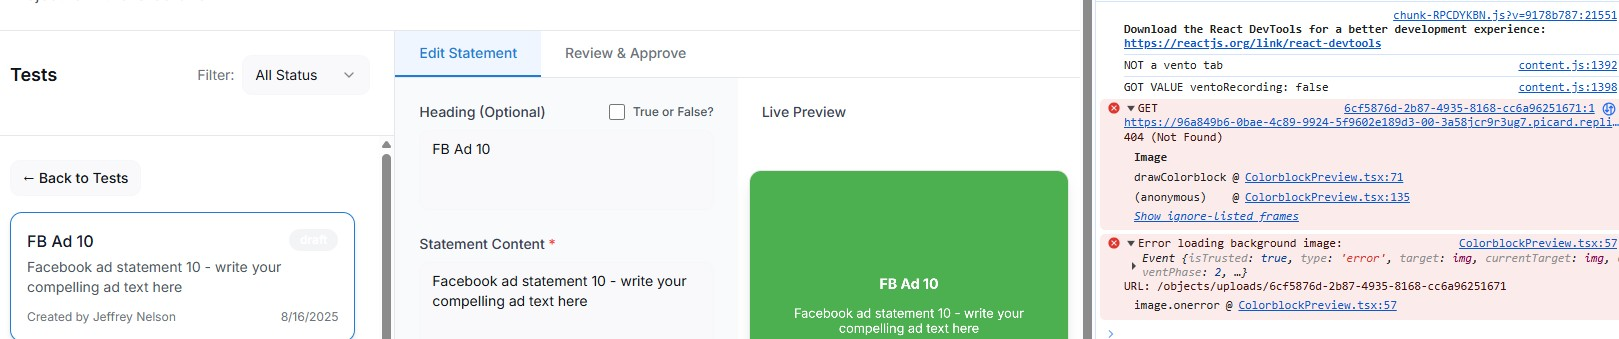 Tests
Filter:
All Status
← Back to Tests
FB Ad 10
draft
Facebook ad statement 10 - write your
compelling ad text here
Created by Jeffrey Nelson
8/16/2025
Edit Statement
Review & Approve
Heading (Optional)
True or False?
FB Ad 10
Statement Content *
Facebook ad statement 10 - write your
compelling ad text here
Live Preview
FB Ad 10
Facebook ad statement 10 - write your
compelling ad text here
chunk-RPCDYKBN.js?v=9178b787:21551
Download the React DevTools for a better development experience:
https://reactjs.org/link/react-devtools
NOT a vento tab content.js:1392
GOT VALUE ventoRecording: false content.js:1398
GET 6cf5876d-2b87-4935-8168-cc6a96251671:1
https://96a849b6-0bae-4c89-9924-5f9602e189d3-00-3a58jcr9r3ug7.picard.repli…
404 (Not Found)
Image
drawColorblock @ ColorblockPreview.tsx:71
(anonymous) @ ColorblockPreview.tsx:135
Show ignore-listed frames
Error loading background image: ColorblockPreview.tsx:57
Event {isTrusted: true, type: 'error', target: img, currentTarget: img,
ventPhase: 2, …}
URL: /objects/uploads/6cf5876d-2b87-4935-8168-cc6a96251671
image.onerror @ ColorblockPreview.tsx:57